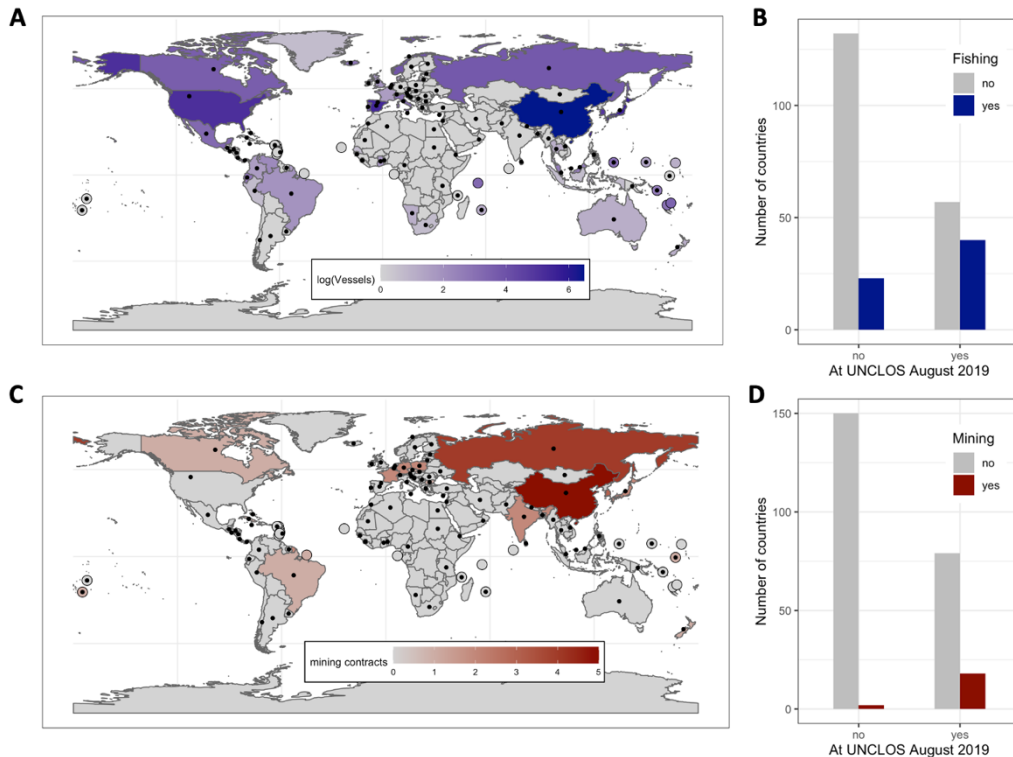 A
log(Vessels)
0 2 4 6
B
Number of countries
100
50
0
Fishing
no
yes
no yes
At UNCLOS August 2019
C
mining contracts
0 1 2 3 4 5
D
Number of countries
150
100
50
0
Mining
no
yes
no yes
At UNCLOS August 2019